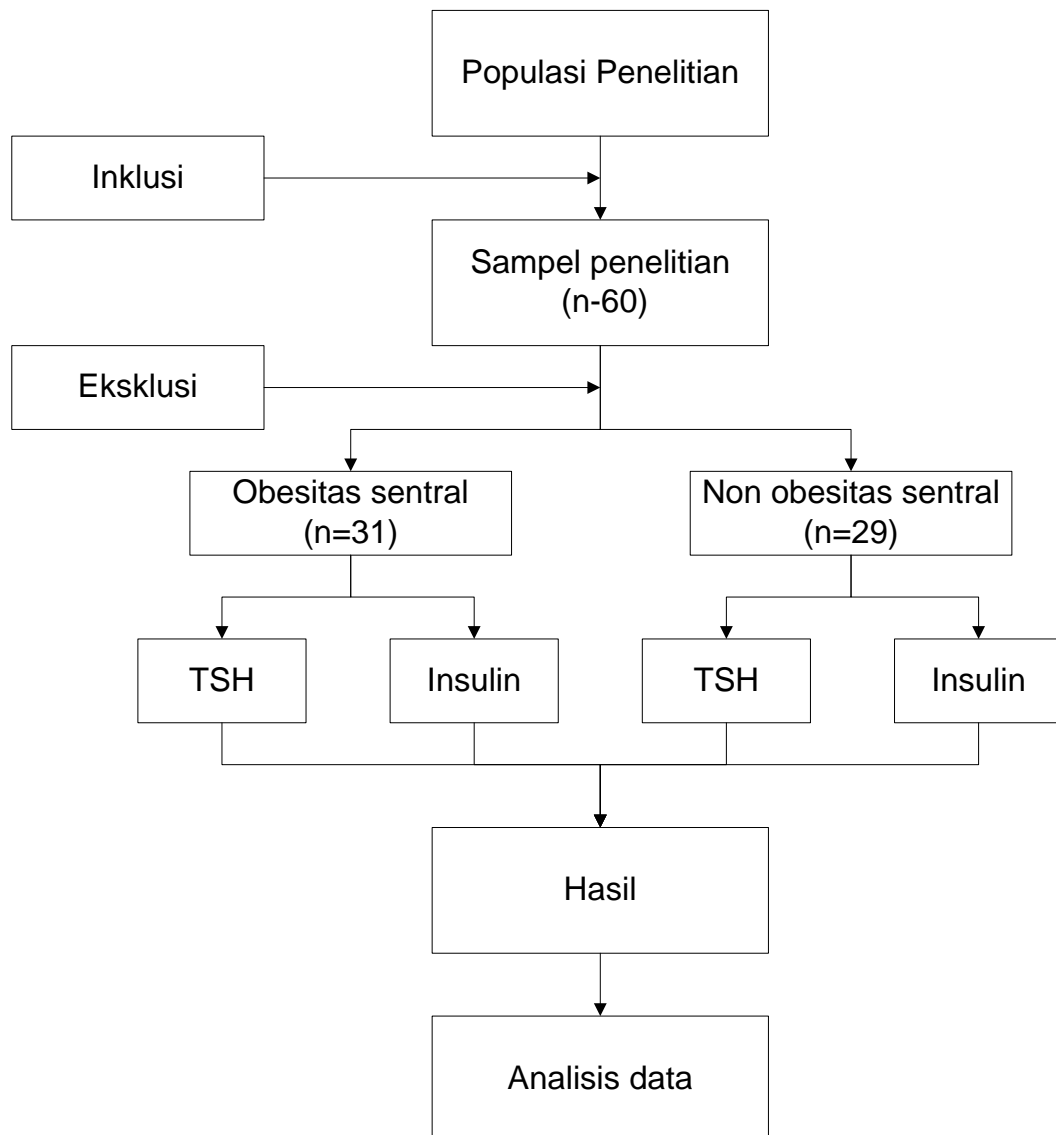 Populasi Penelitian
Inklusi
Sampel penelitian
(n-60)
Eksklusi
Obesitas sentral
(n=31)
Non obesitas sentral
(n=29)
TSH
Insulin
TSH
Insulin
Hasil
Analisis data